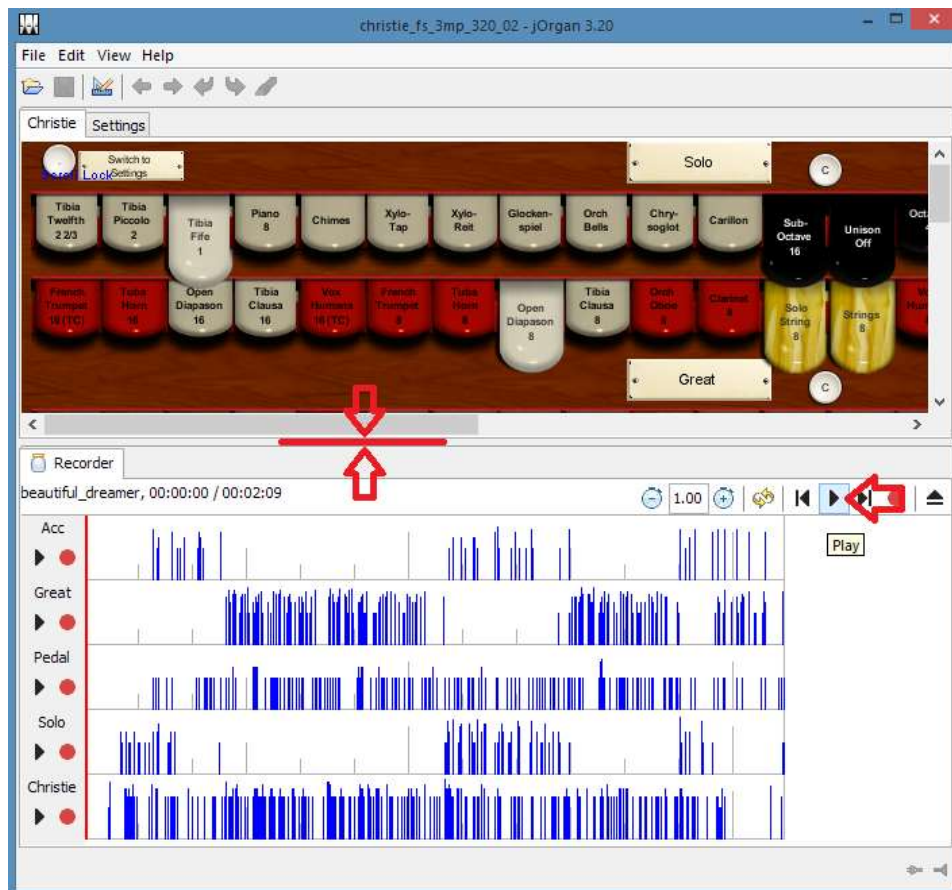 christie_fs_3mp_320_02 - jOrgan 3.20
File Edit View Help
Christie Settings
Switch to
Settings
Scroll Lock
Solo
C
Tibia
Twelfth
2 2/3
Tibia
Piccolo
2
Tibia
Fife
1
Piano
8
Chimes
Xylo-
Tap
Xylo-
Reit
Glocken-
spiel
Orch
Bells
Chry-
soglot
Carillon
Sub-
Octave
16
Unison
Off
French
Trumpet
16 (TC)
Tuba
Horn
16
Open
Diapason
16
Tibia
Clausa
16
Vox
Humana
16 (TC)
French
Trumpet
8
Tuba
Horn
8
Open
Diapason
8
Tibia
Clausa
8
Orch
Oboe
8
Clarinet
8
Solo
String
8
Strings
8
Great
C
Recorder
beautiful_dreamer, 00:00:00 / 00:02:09
1.00
Play
Acc
Great
Pedal
Solo
Christie